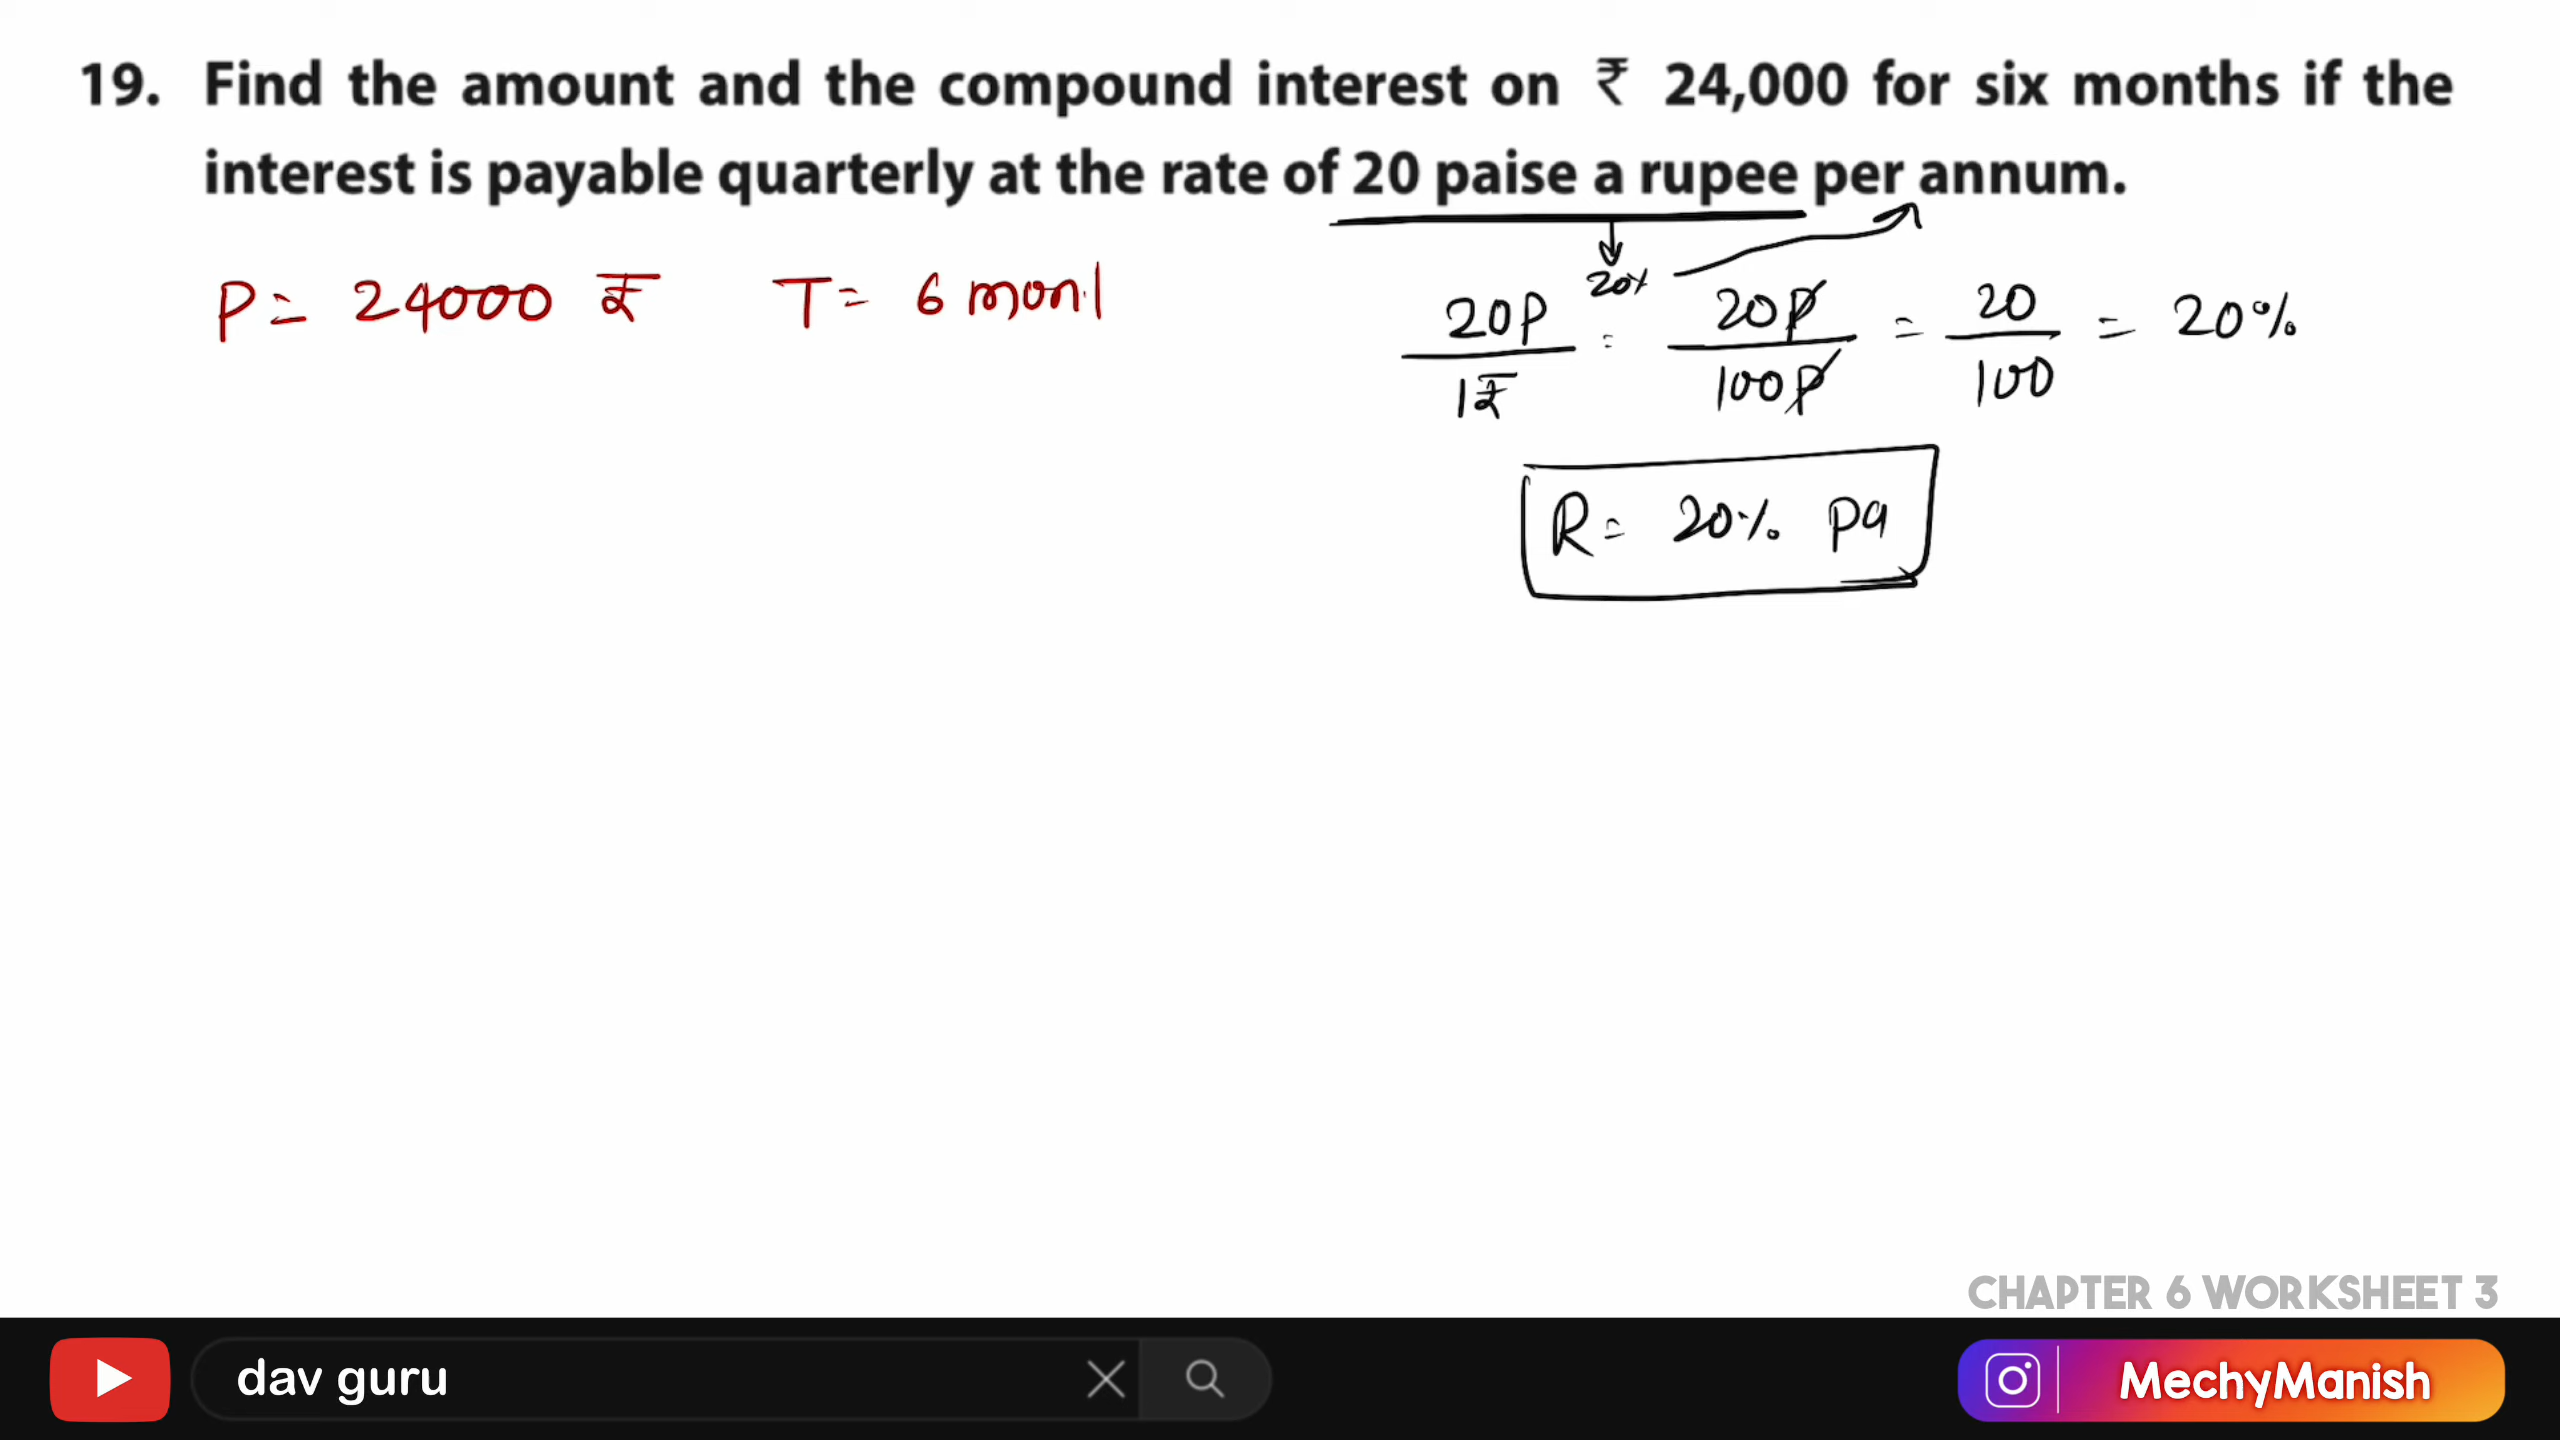 19. Find the amount and the compound interest on ₹ 24,000 for six months if the
interest is payable quarterly at the rate of 20 paise a rupee per annum.
20%
P = 24000 ₹ T = 6 mon
20P/1₹ = 20P/100P = 20/100 = 20%
R = 20% pa
CHAPTER 6 WORKSHEET 3
dav guru
MechyManish